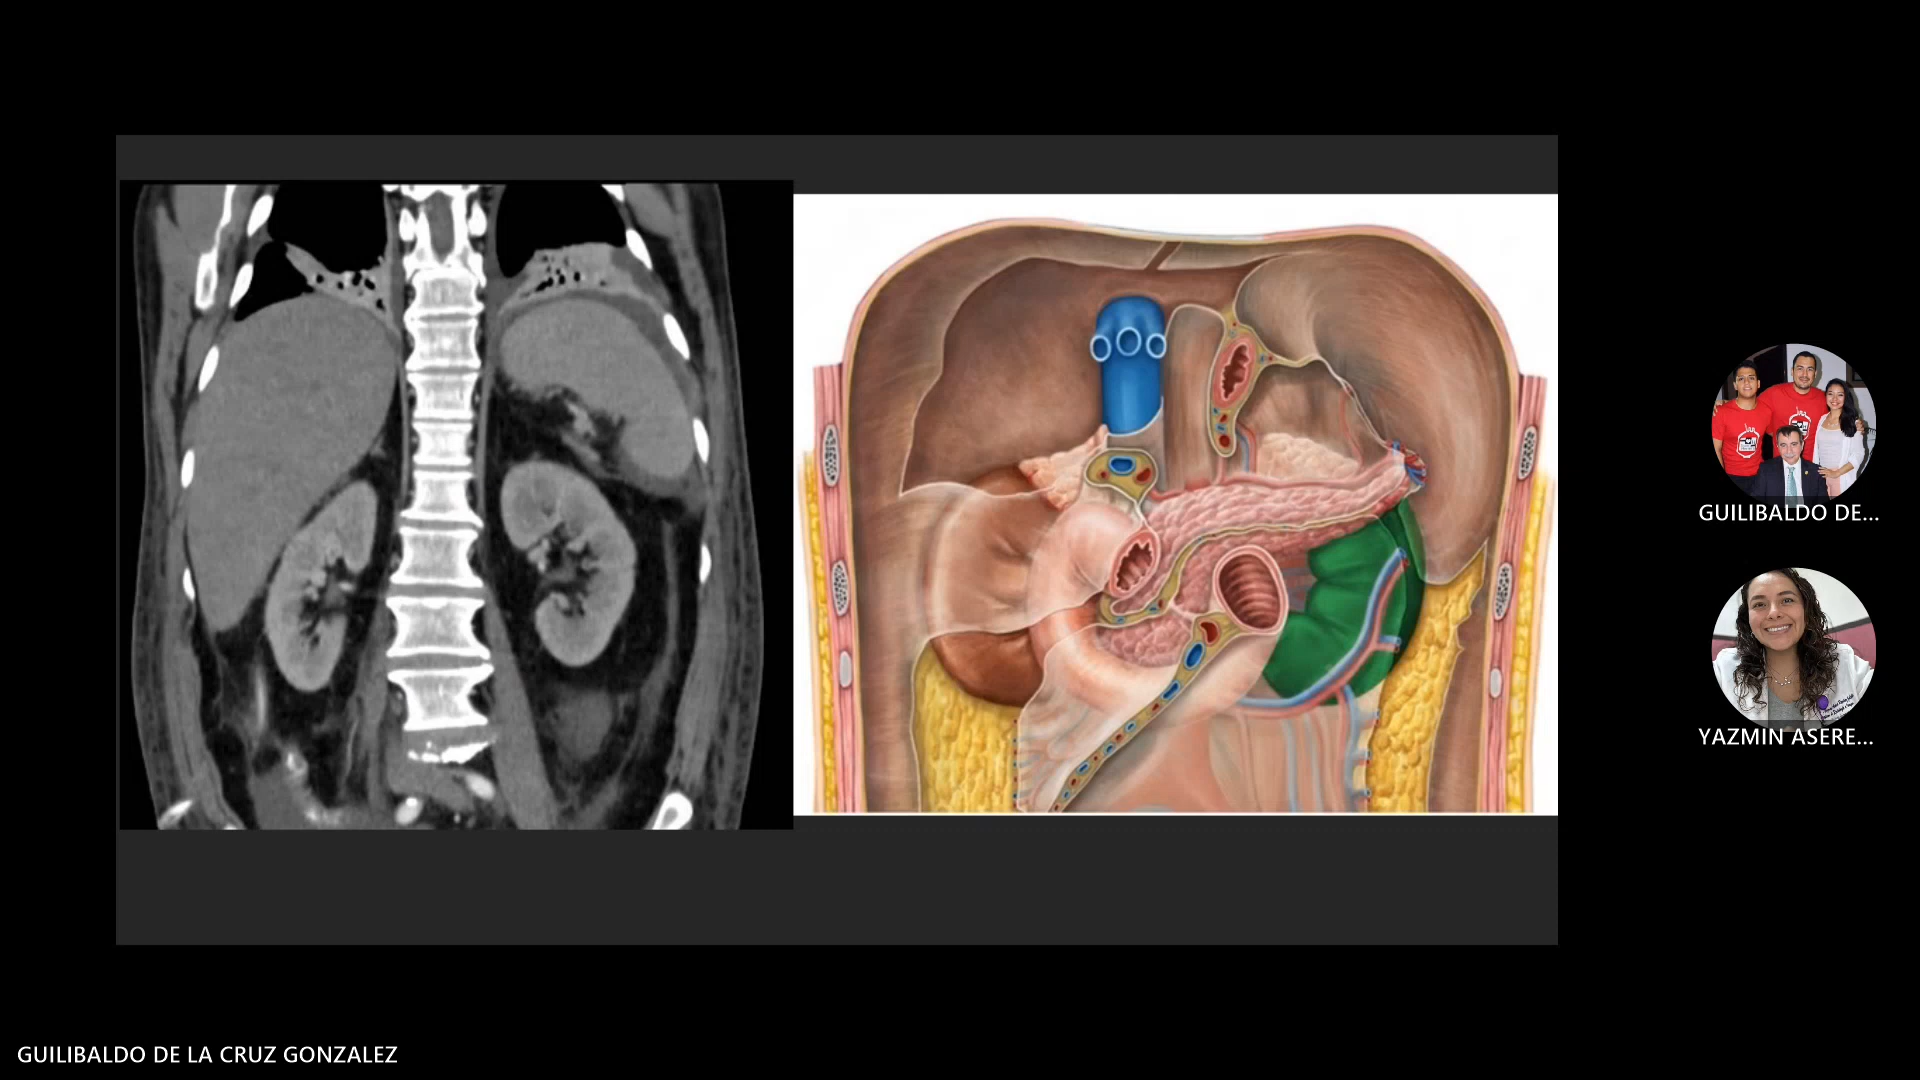 GUILIBALDO DE...
YAZMIN ASERE...
GUILIBALDO DE LA CRUZ GONZALEZ